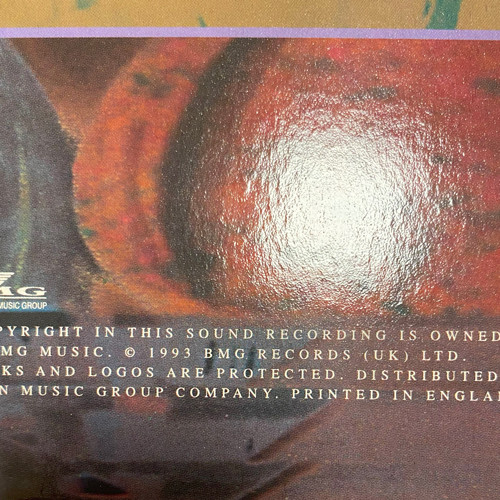 MG
MUSIC GROUP
PYRIGHT IN THIS SOUND RECORDING IS OWNED
MG MUSIC. © 1993 BMG RECORDS (UK) LTD.
KS AND LOGOS ARE PROTECTED. DISTRIBUTED
N MUSIC GROUP COMPANY. PRINTED IN ENGLA